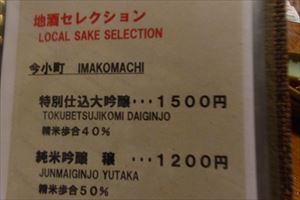 地酒セレクション
LOCAL SAKE SELECTION
今小町 IMAKOMACHI
特別仕込大吟醸･･･1500円
TOKUBETSUJIKOMI DAIGINJO
精米歩合40%
純米吟醸 穣 ･･･1200円
JUNMAIGINJO YUTAKA
精米歩合50%